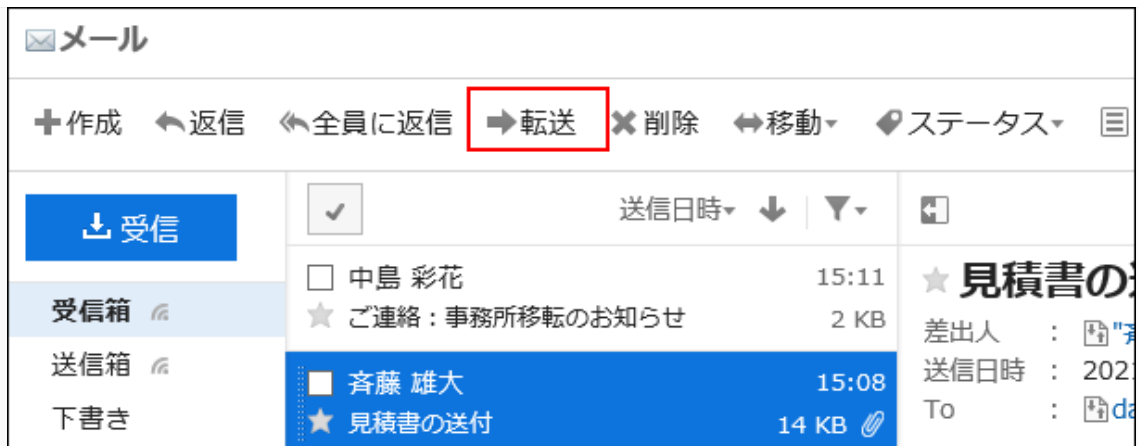 メール
作成 返信 全員に返信 転送 削除 移動 ステータス
受信
受信箱
送信箱
下書き
送信日時
中島 彩花 15:11
ご連絡：事務所移転のお知らせ 2 KB
斉藤 雄大 15:08
見積書の送付 14 KB
見積書の
差出人 :
送信日時 : 202
To : da